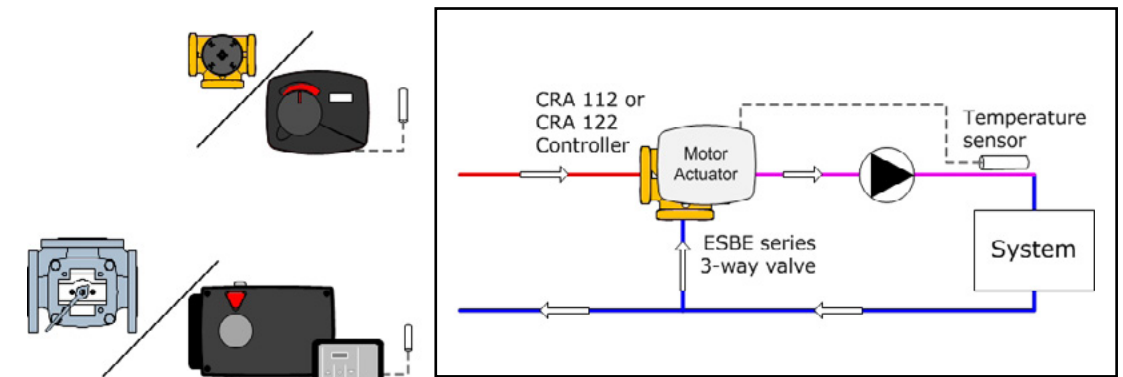 CRA 112 or
CRA 122
Controller
Motor
Actuator
Temperature
sensor
ESBE series
3-way valve
System